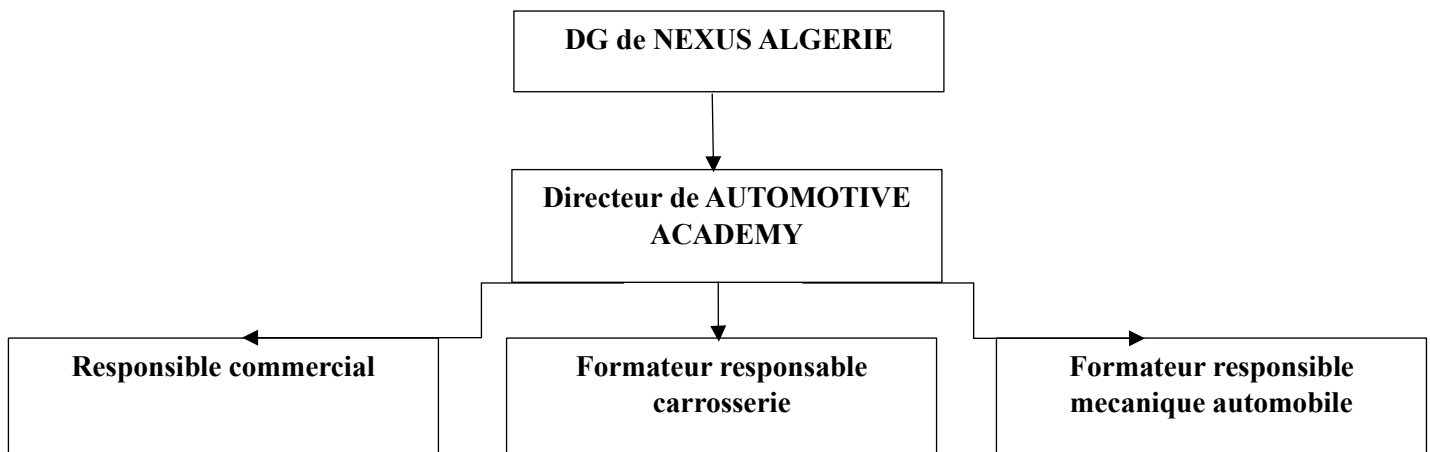 DG de NEXUS ALGERIE
Directeur de AUTOMOTIVE
ACADEMY
Responsible commercial
Formateur responsable
carrosserie
Formateur responsible
mecanique automobile